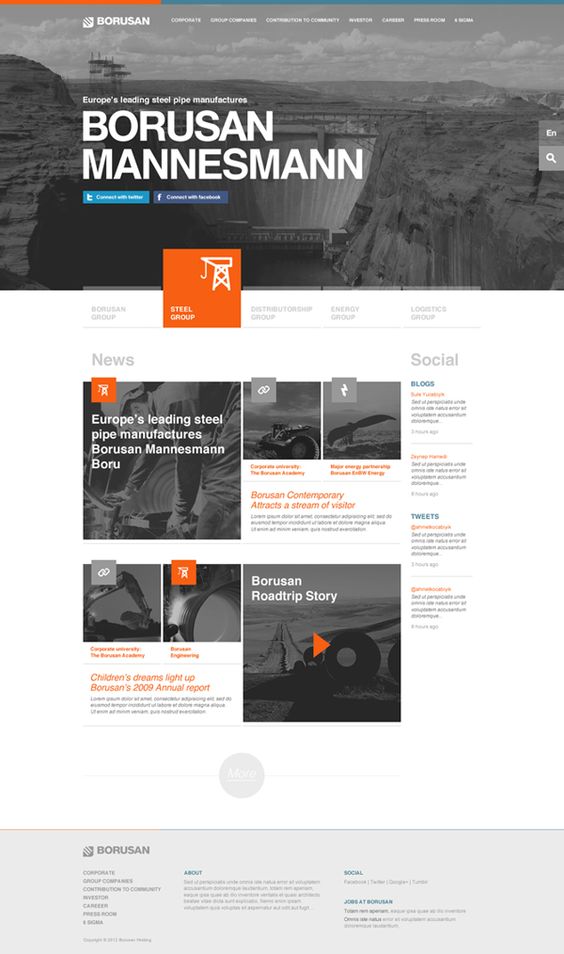 BORUSAN
CORPORATE
GROUP COMPANIES
CONTRIBUTION TO COMMUNITY
INVESTOR
CAREEER
PRESS ROOM
6 SIGMA
Europe's leading steel pipe manufactures
BORUSAN
MANNESMANN
Connect with twitter
Connect with facebook
En
BORUSAN
GROUP
STEEL
GROUP
DISTRIBUTORSHIP
GROUP
ENERGY
GROUP
LOGISTICS
GROUP
News
Europe's leading steel
pipe manufactures
Borusan Mannesmann
Boru
Corporate university:
The Borusan Academy
Major energy partnership
Borusan EnBW Energy
Borusan Contemporary
Attracts a stream of visitor
Lorem ipsum dolor sit amet, consectetur adipisicing elit, sed do
eiusmod tempor incididunt ut labore et dolore magna aliqua.
Ut enim ad minim veniam, quis nostrud exercitation.
Corporate university:
The Borusan Academy
Borusan
Engineering
Children's dreams light up
Borusan's 2009 Annual report
Lorem ipsum dolor sit amet, consectetur adipisicing elit, sed do
eiusmod tempor incididunt ut labore et dolore magna aliqua.
Ut enim ad minim veniam, quis nostrud exercitation.
Borusan
Roadtrip Story
More
Social
BLOGS
Sed ut perspiciatis unde
omnis iste natus error sit
voluptatem accusantium
doloremque...
3 hours ago
Zeynep Hamedi
Sed ut perspiciatis unde
omnis iste natus error sit
voluptatem accusantium
doloremque...
8 hours ago
TWEETS
@ahmetkocabiyik
Sed ut perspiciatis unde
omnis iste natus error sit
voluptatem accusantium
doloremque...
3 hours ago
@ahmetkocabiyik
Sed ut perspiciatis unde
omnis iste natus error sit
voluptatem accusantium
doloremque...
8 hours ago
BORUSAN
CORPORATE
GROUP COMPANIES
CONTRIBUTION TO COMMUNITY
INVESTOR
CAREEER
PRESS ROOM
6 SIGMA
ABOUT
Sed ut perspiciatis unde omnis iste natus error sit voluptatem
accusantium doloremque laudantium, totam rem aperiam,
eaque ipsa quae ab illo inventore veritatis et quasi architecto
beatae vitae dicta sunt explicabo. Nemo enim ipsam
voluptatem quia voluptas sit aspernatur aut odit aut fugit...
SOCIAL
Facebook | Twitter | Google+ | Tumblr
JOBS AT BORUSAN
Totam rem aperiam, eaque ipsa quae ab illo inventore
Omnis iste natus error sit voluptatem accusantium
doloremque laudantium.
Copyright © 2012 Borusan Holding